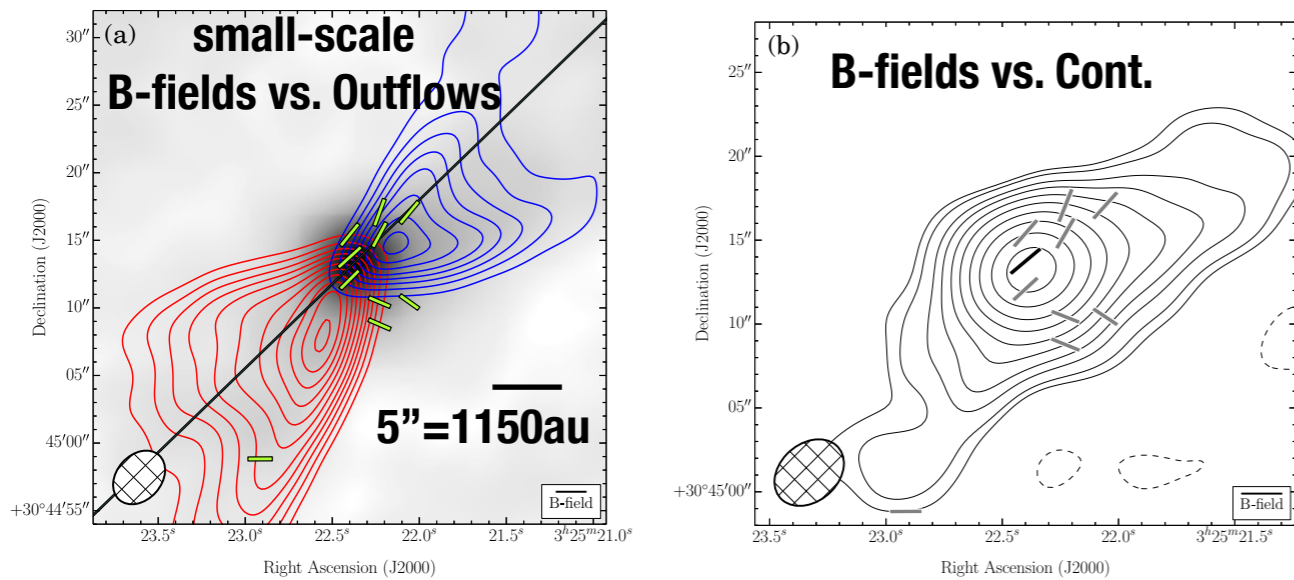 (a) small-scale
B-fields vs. Outflows
30″
25″
20″
15″
10″
05″
45′00″
+30°44′55″
Declination (J2000)
5”=1150au
B-field
23.5ˢ 23.0ˢ 22.5ˢ 22.0ˢ 21.5ˢ 3ʰ25ᵐ21.0ˢ
Right Ascension (J2000)
(b)
B-fields vs. Cont.
25″
20″
15″
10″
05″
+30°45′00″
Declination (J2000)
B-field
23.5ˢ 23.0ˢ 22.5ˢ 22.0ˢ 3ʰ25ᵐ21.5ˢ
Right Ascension (J2000)